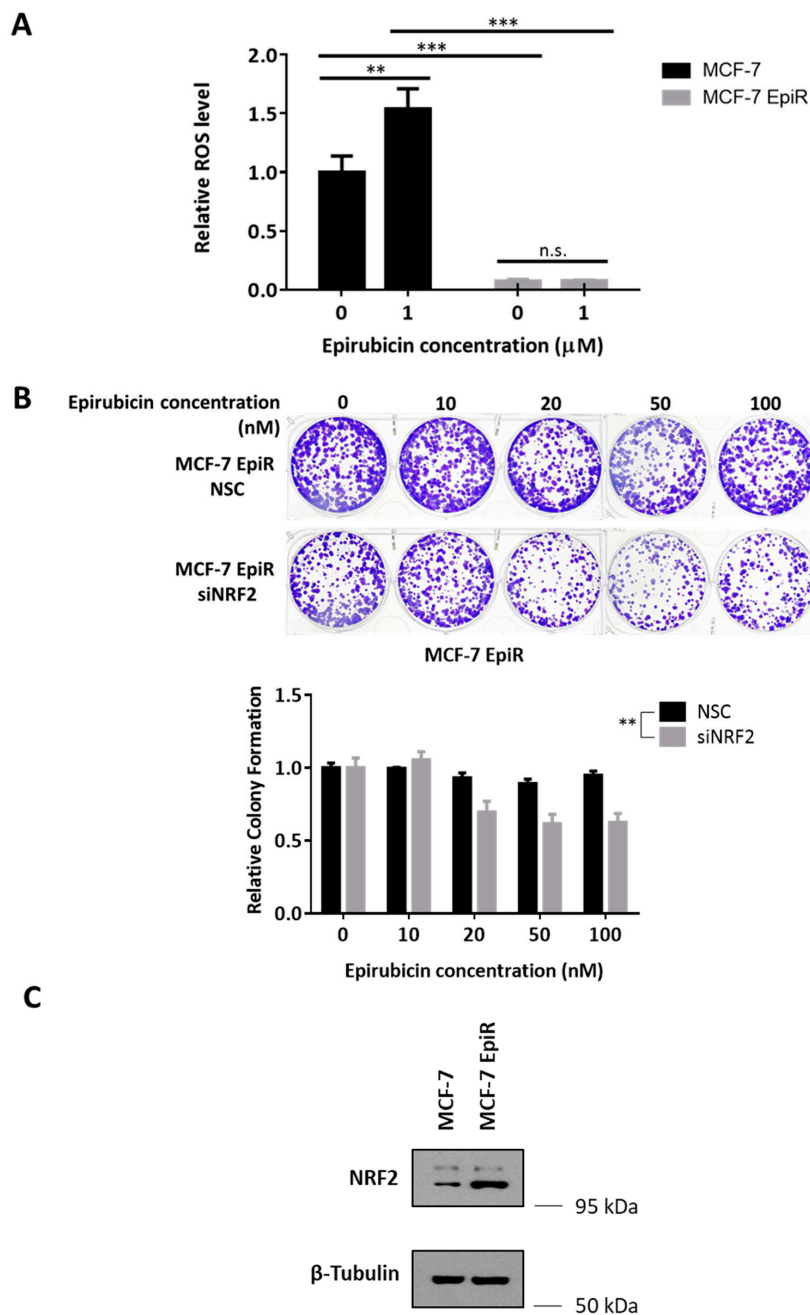 A
***
***
**
2.0
1.5
1.0
0.5
0.0
Relative ROS level
MCF-7
MCF-7 EpiR
n.s.
0 1 0 1
Epirubicin concentration (μM)
B
Epirubicin concentration 0 10 20 50 100
(nM)
MCF-7 EpiR
NSC
MCF-7 EpiR
siNRF2
MCF-7 EpiR
1.5
1.0
0.5
0.0
Relative Colony Formation
NSC
**
siNRF2
0 10 20 50 100
Epirubicin concentration (nM)
C
MCF-7
MCF-7 EpiR
NRF2
95 kDa
β-Tubulin
50 kDa